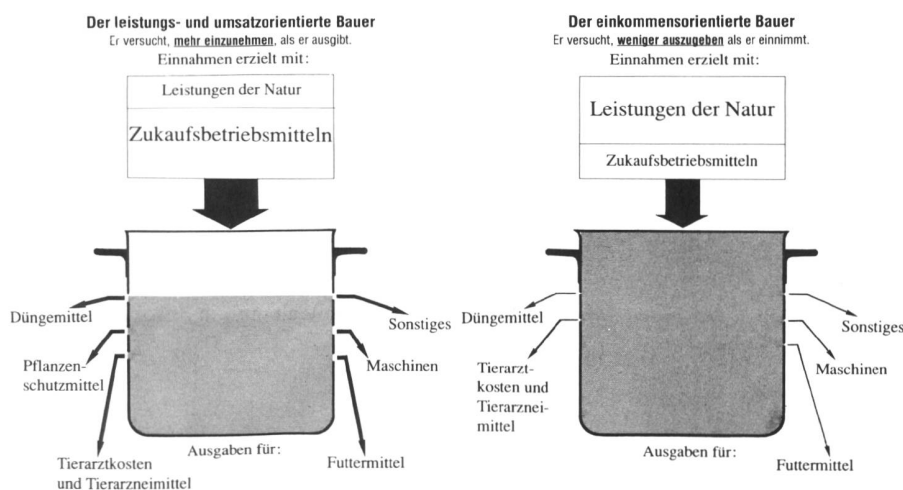 Der leistungs- und umsatzorientierte Bauer
Er versucht, mehr einzunehmen, als er ausgibt.
Einnahmen erzielt mit:
Leistungen der Natur
Zukaufsbetriebsmitteln
Düngemittel
Sonstiges
Pflanzen-
schutzmittel
Maschinen
Ausgaben für:
Tierarztkosten
und Tierarzneimittel
Futtermittel
Der einkommensorientierte Bauer
Er versucht, weniger auszugeben als er einnimmt.
Einnahmen erzielt mit:
Leistungen der Natur
Zukaufsbetriebsmitteln
Düngemittel
Sonstiges
Tierarzt-
kosten und
Tierarznei-
mittel
Maschinen
Ausgaben für:
Futtermittel